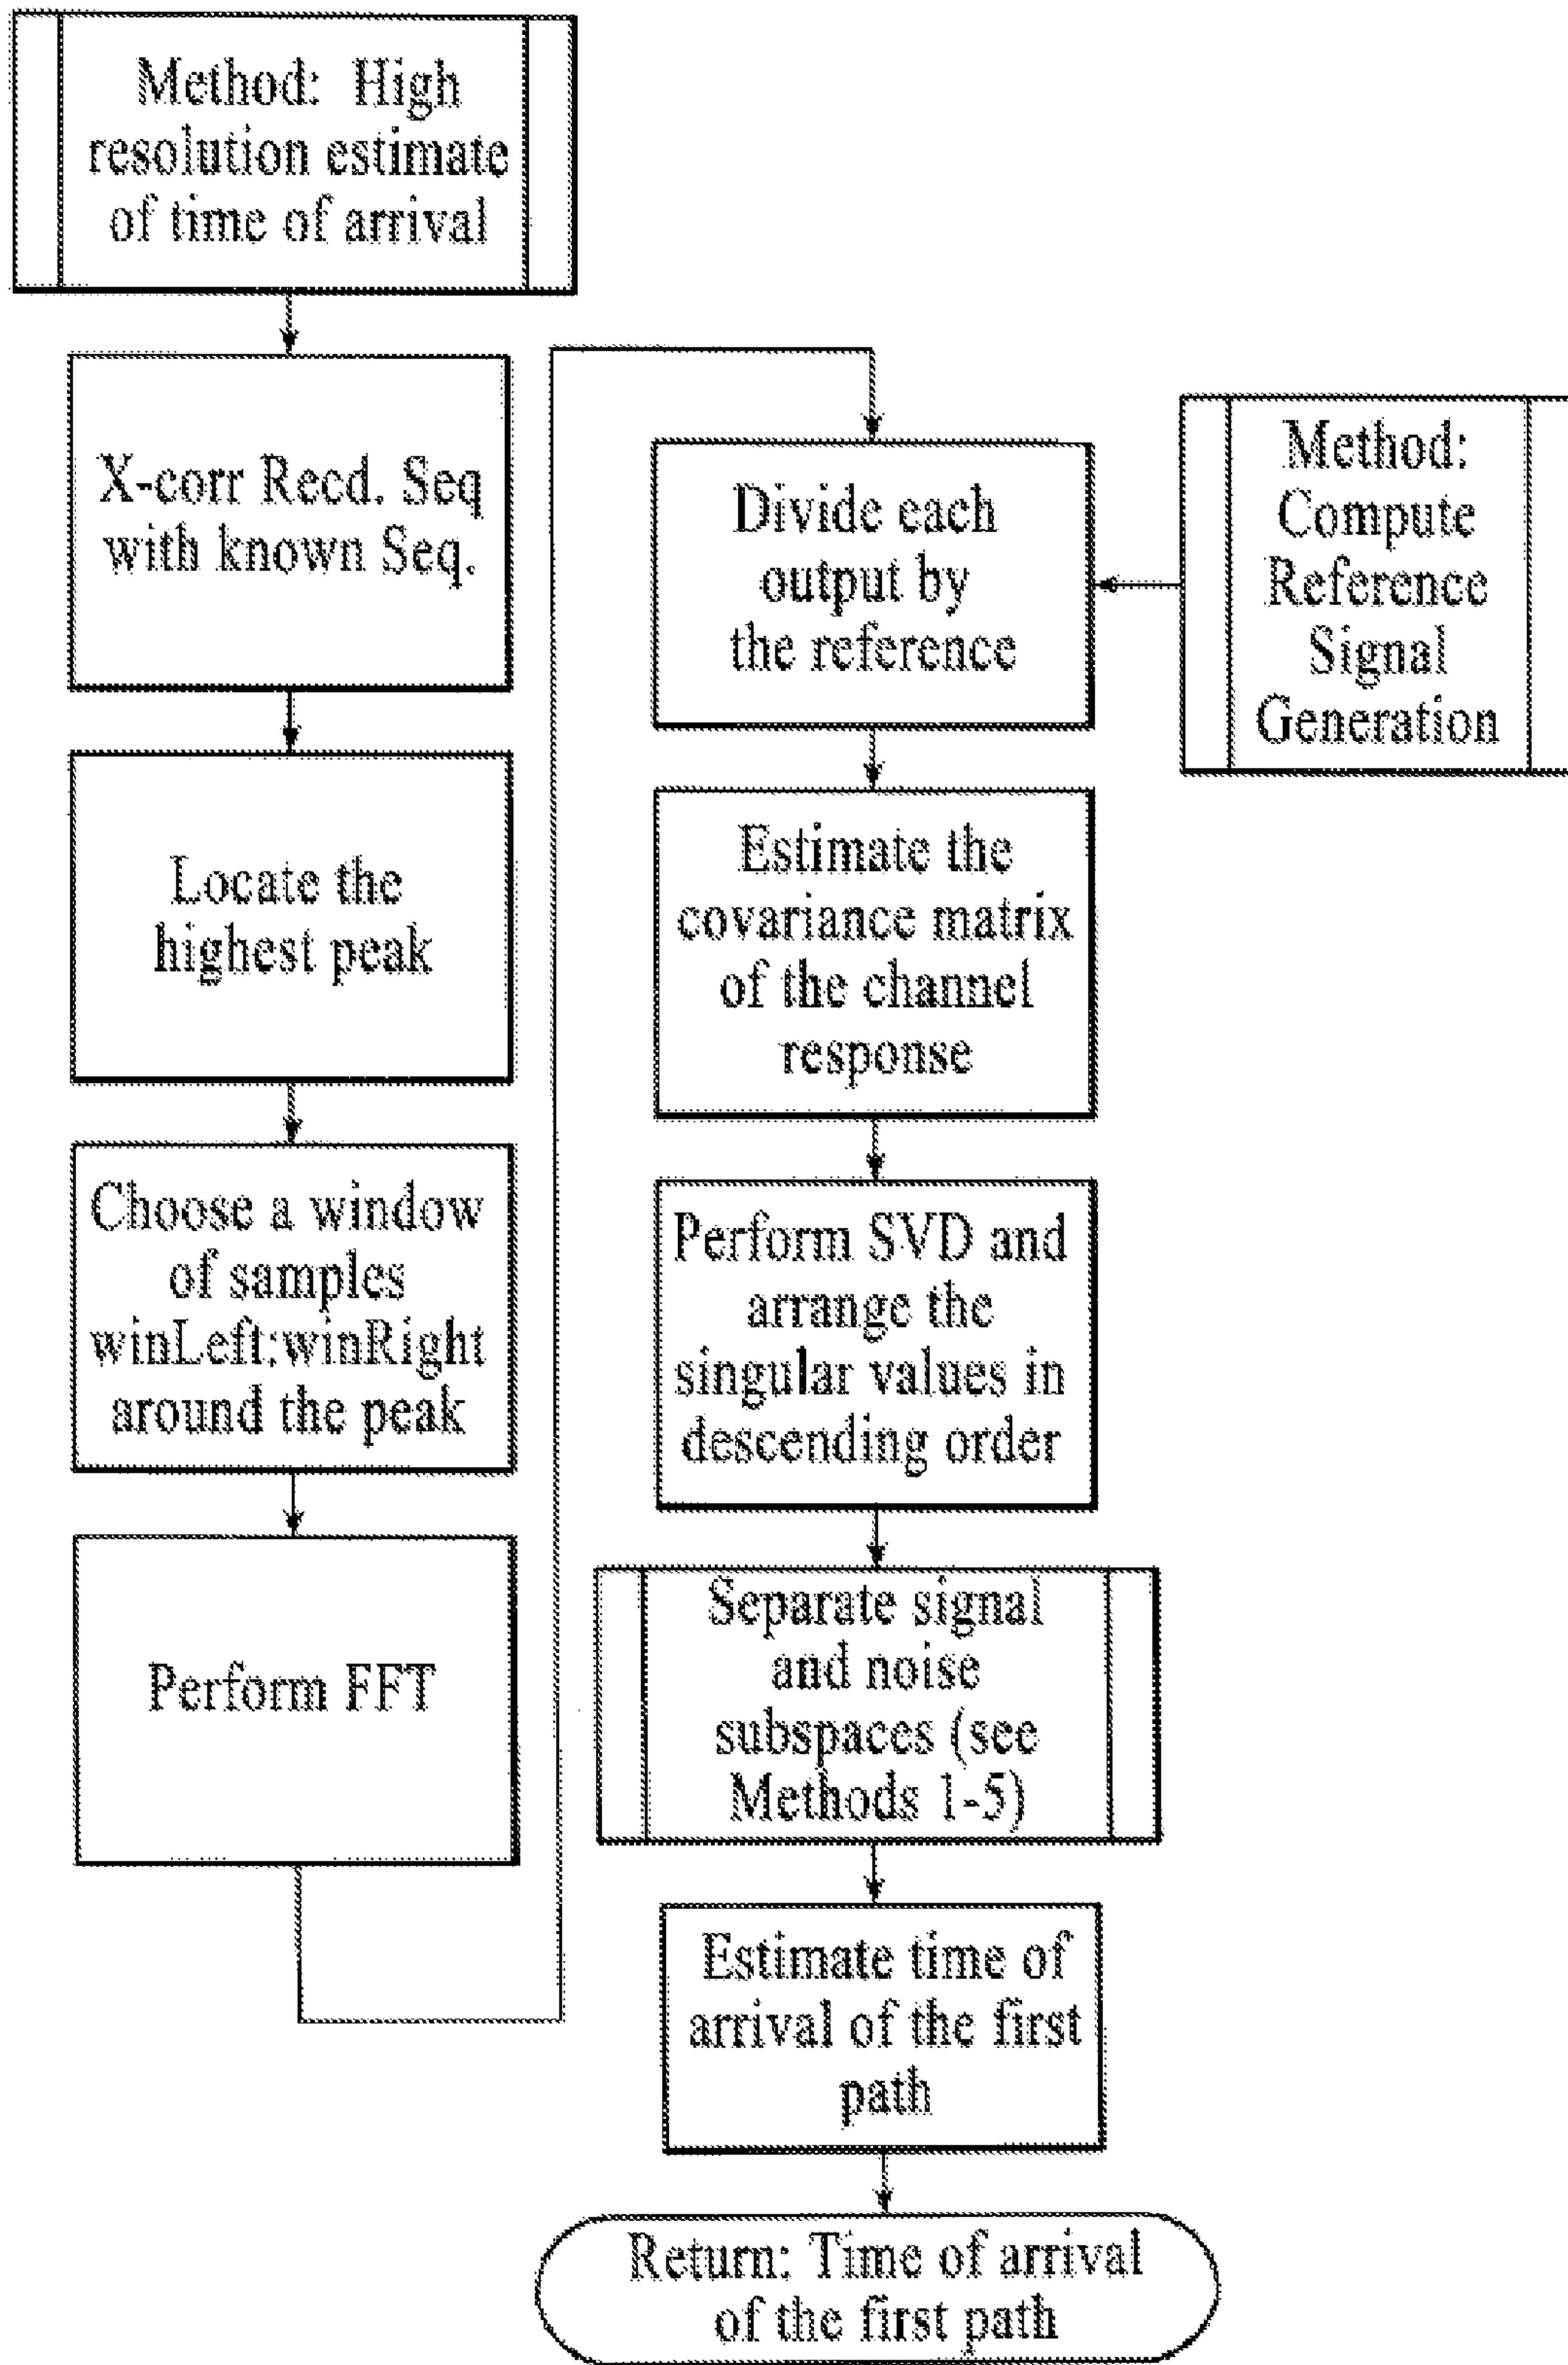 Method: High
resolution estimate
of time of arrival
X-corr Recd. Seq
with known Seq.
Locate the
highest peak
Choose a window
of samples
winLeft:winRight
around the peak
Perform FFT
Divide each
output by
the reference
Method:
Compute
Reference
Signal
Generation
Estimate the
covariance matrix
of the channel
response
Perform SVD and
arrange the
singular values in
descending order
Separate signal
and noise
subspaces (see
Methods 1-5)
Estimate time of
arrival of the first
path
Return: Time of arrival
of the first path